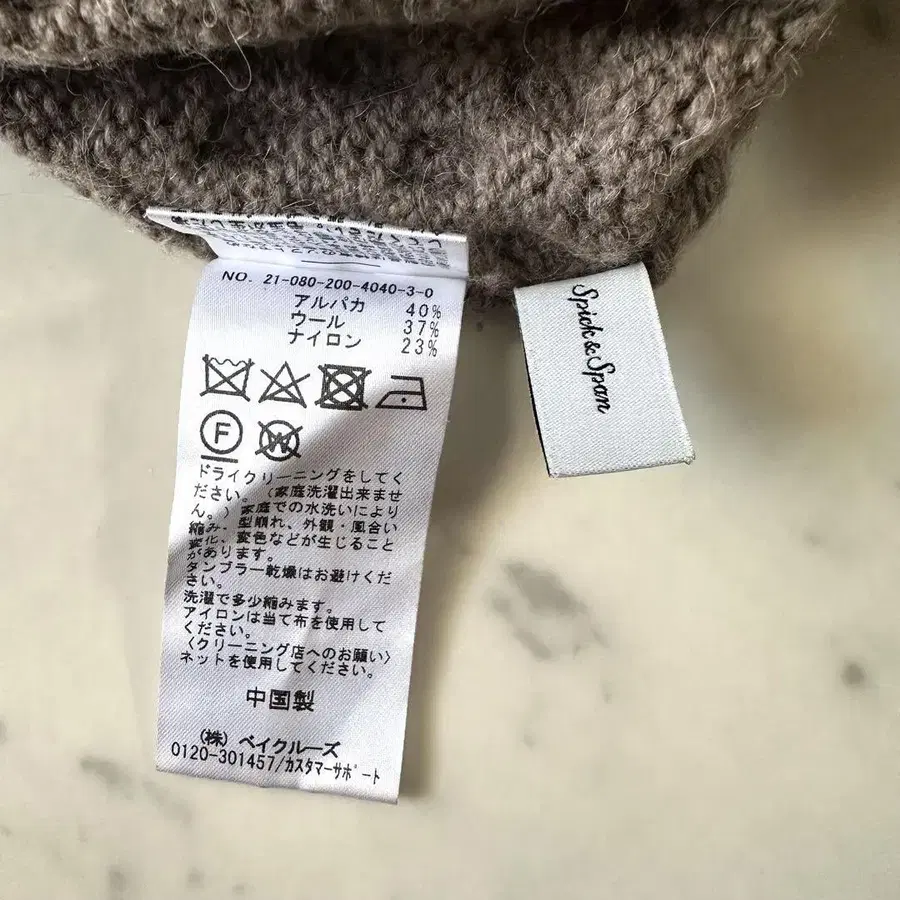 NO. 21-080-200-4040-3-0
アルパカ 40%
ウール 37%
ナイロン 23%
F
W
ドライクリーニングをしてく
ださい。(家庭洗濯出来ませ
ん。)家庭での水洗いにより
縮み、型崩れ、外観・風合い
変化、変色などが生じること
があります。
タンブラー乾燥はお避けくだ
さい。
洗濯で多少縮みます。
アイロンは当て布を使用して
ください。
〈クリーニング店へのお願い〉
ネットを使用してください。
中国製
(株) ベイクルーズ
0120-301457/カスタマーサポート
Spick & Span